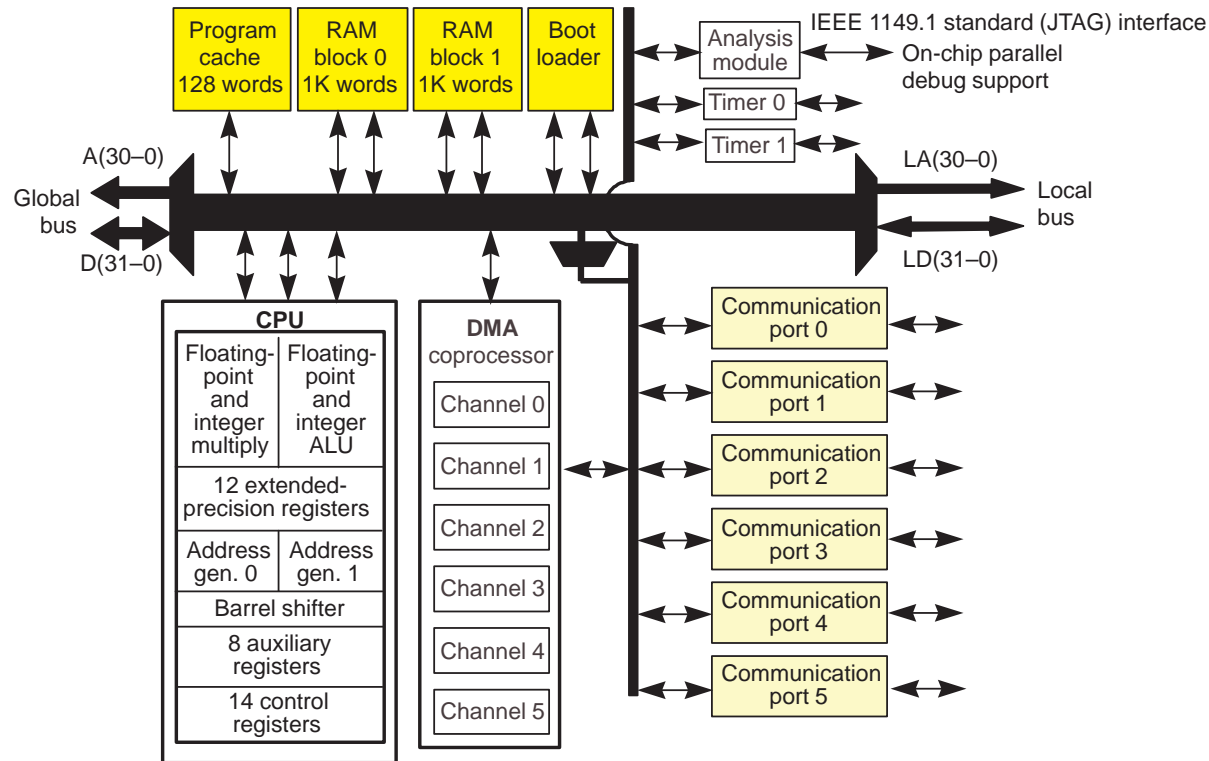 Program
cache
128 words
RAM
block 0
1K words
RAM
block 1
1K words
Boot
loader
IEEE 1149.1 standard (JTAG) interface
Analysis
module
On-chip parallel
debug support
Timer 0
Timer 1
A(30–0)
Global
bus
D(31–0)
LA(30–0)
Local
bus
LD(31–0)
CPU
Floating-
point
and
integer
multiply
Floating-
point
and
integer
ALU
12 extended-
precision registers
Address
gen. 0
Address
gen. 1
Barrel shifter
8 auxiliary
registers
14 control
registers
DMA
coprocessor
Channel 0
Channel 1
Channel 2
Channel 3
Channel 4
Channel 5
Communication
port 0
Communication
port 1
Communication
port 2
Communication
port 3
Communication
port 4
Communication
port 5